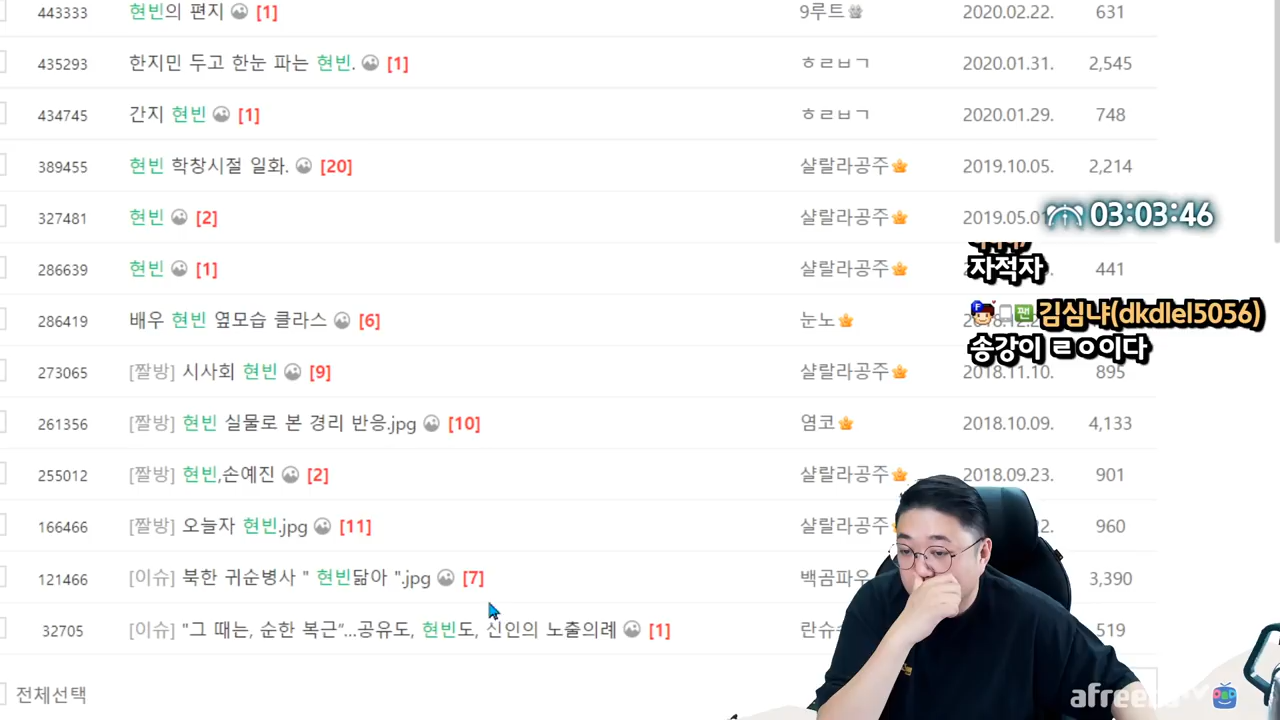 443333 현빈의 편지 [1] 9루트 2020.02.22. 631
435293 한지민 두고 한눈 파는 현빈. [1] ㅎㄹㅂㄱ 2020.01.31. 2,545
434745 간지 현빈 [1] ㅎㄹㅂㄱ 2020.01.29. 748
389455 현빈 학창시절 일화. [20] 샬랄라공주 2019.10.05. 2,214
327481 현빈 [2] 샬랄라공주 2019.05.01
03:03:46
286639 현빈 [1] 샬랄라공주 441
자적자
286419 배우 현빈 옆모습 클라스 [6] 눈노
김심냐(dkdlel5056)
송강이 ㄹㅇ이다
273065 [짤방] 시사회 현빈 [9] 샬랄라공주 2018.11.10. 895
261356 [짤방] 현빈 실물로 본 경리 반응.jpg [10] 염코 2018.10.09. 4,133
255012 [짤방] 현빈,손예진 [2] 샬랄라공주 2018.09.23. 901
166466 [짤방] 오늘자 현빈.jpg [11] 샬랄라공주 960
121466 [이슈] 북한 귀순병사 " 현빈닮아 ".jpg [7] 백곰파우 3,390
32705 [이슈] "그 때는, 순한 복근"...공유도, 현빈도, 신인의 노출의례 [1] 란슈 519
전체선택